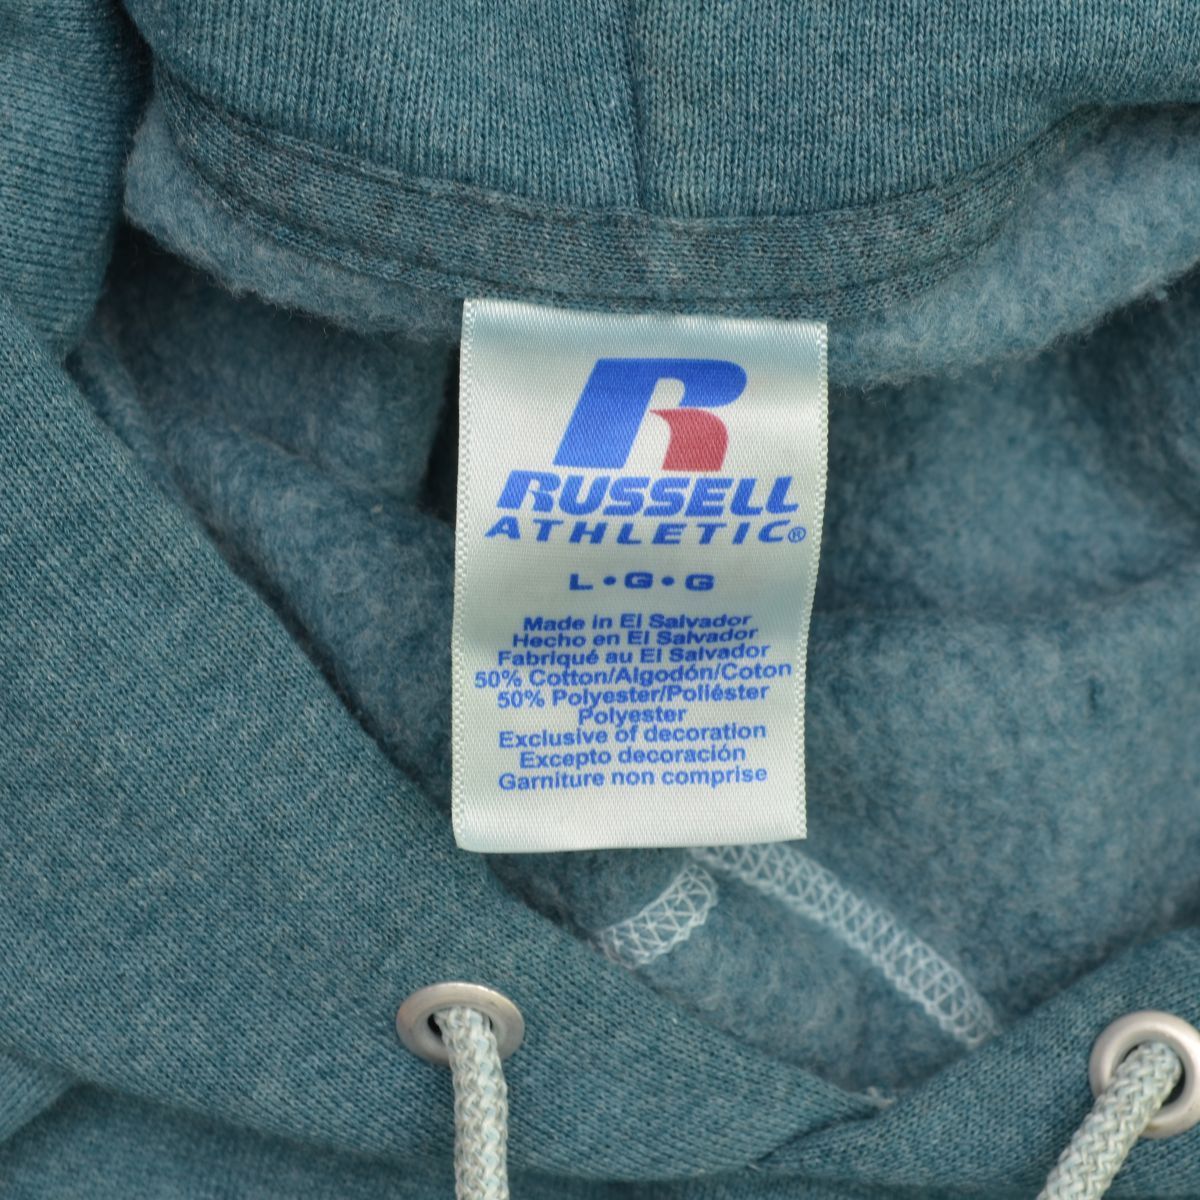 R
RUSSELL
ATHLETIC®
L•G•G
Made in El Salvador
Hecho en El Salvador
Fabriqué au El Salvador
50% Cotton/Algodón/Coton
50% Polyester/Poliéster
Polyester
Exclusive of decoration
Excepto decoración
Garniture non comprise